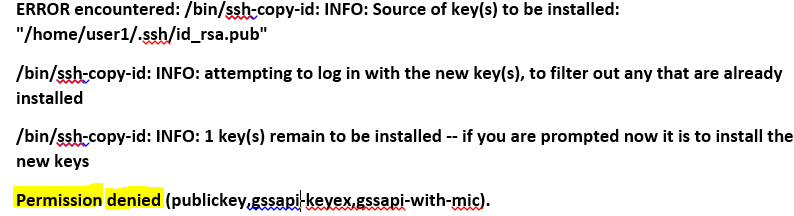 ERROR encountered: /bin/ssh-copy-id: INFO: Source of key(s) to be installed:
"/home/user1/.ssh/id_rsa.pub"
/bin/ssh-copy-id: INFO: attempting to log in with the new key(s), to filter out any that are already
installed
/bin/ssh-copy-id: INFO: 1 key(s) remain to be installed -- if you are prompted now it is to install the
new keys
Permission denied (publickey,gssapi-keyex,gssapi-with-mic).